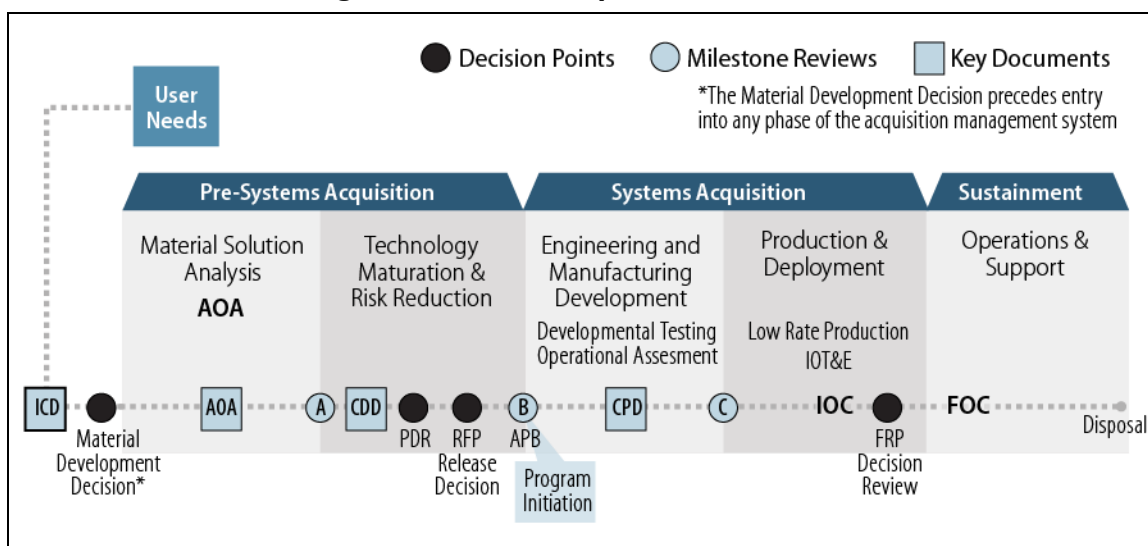 Decision Points
Milestone Reviews
Key Documents
*The Material Development Decision precedes entry
into any phase of the acquisition management system
User
Needs
Pre-Systems Acquisition
Systems Acquisition
Sustainment
Material Solution
Analysis
AOA
Technology
Maturation &
Risk Reduction
Engineering and
Manufacturing
Development
Developmental Testing
Operational Assesment
Production &
Deployment
Low Rate Production
IOT&E
Operations &
Support
ICD
AOA
A
CDD
B
CPD
C
IOC
FOC
Material
Development
Decision*
PDR
RFP
Release
Decision
APB
Program
Initiation
FRP
Decision
Review
Disposal